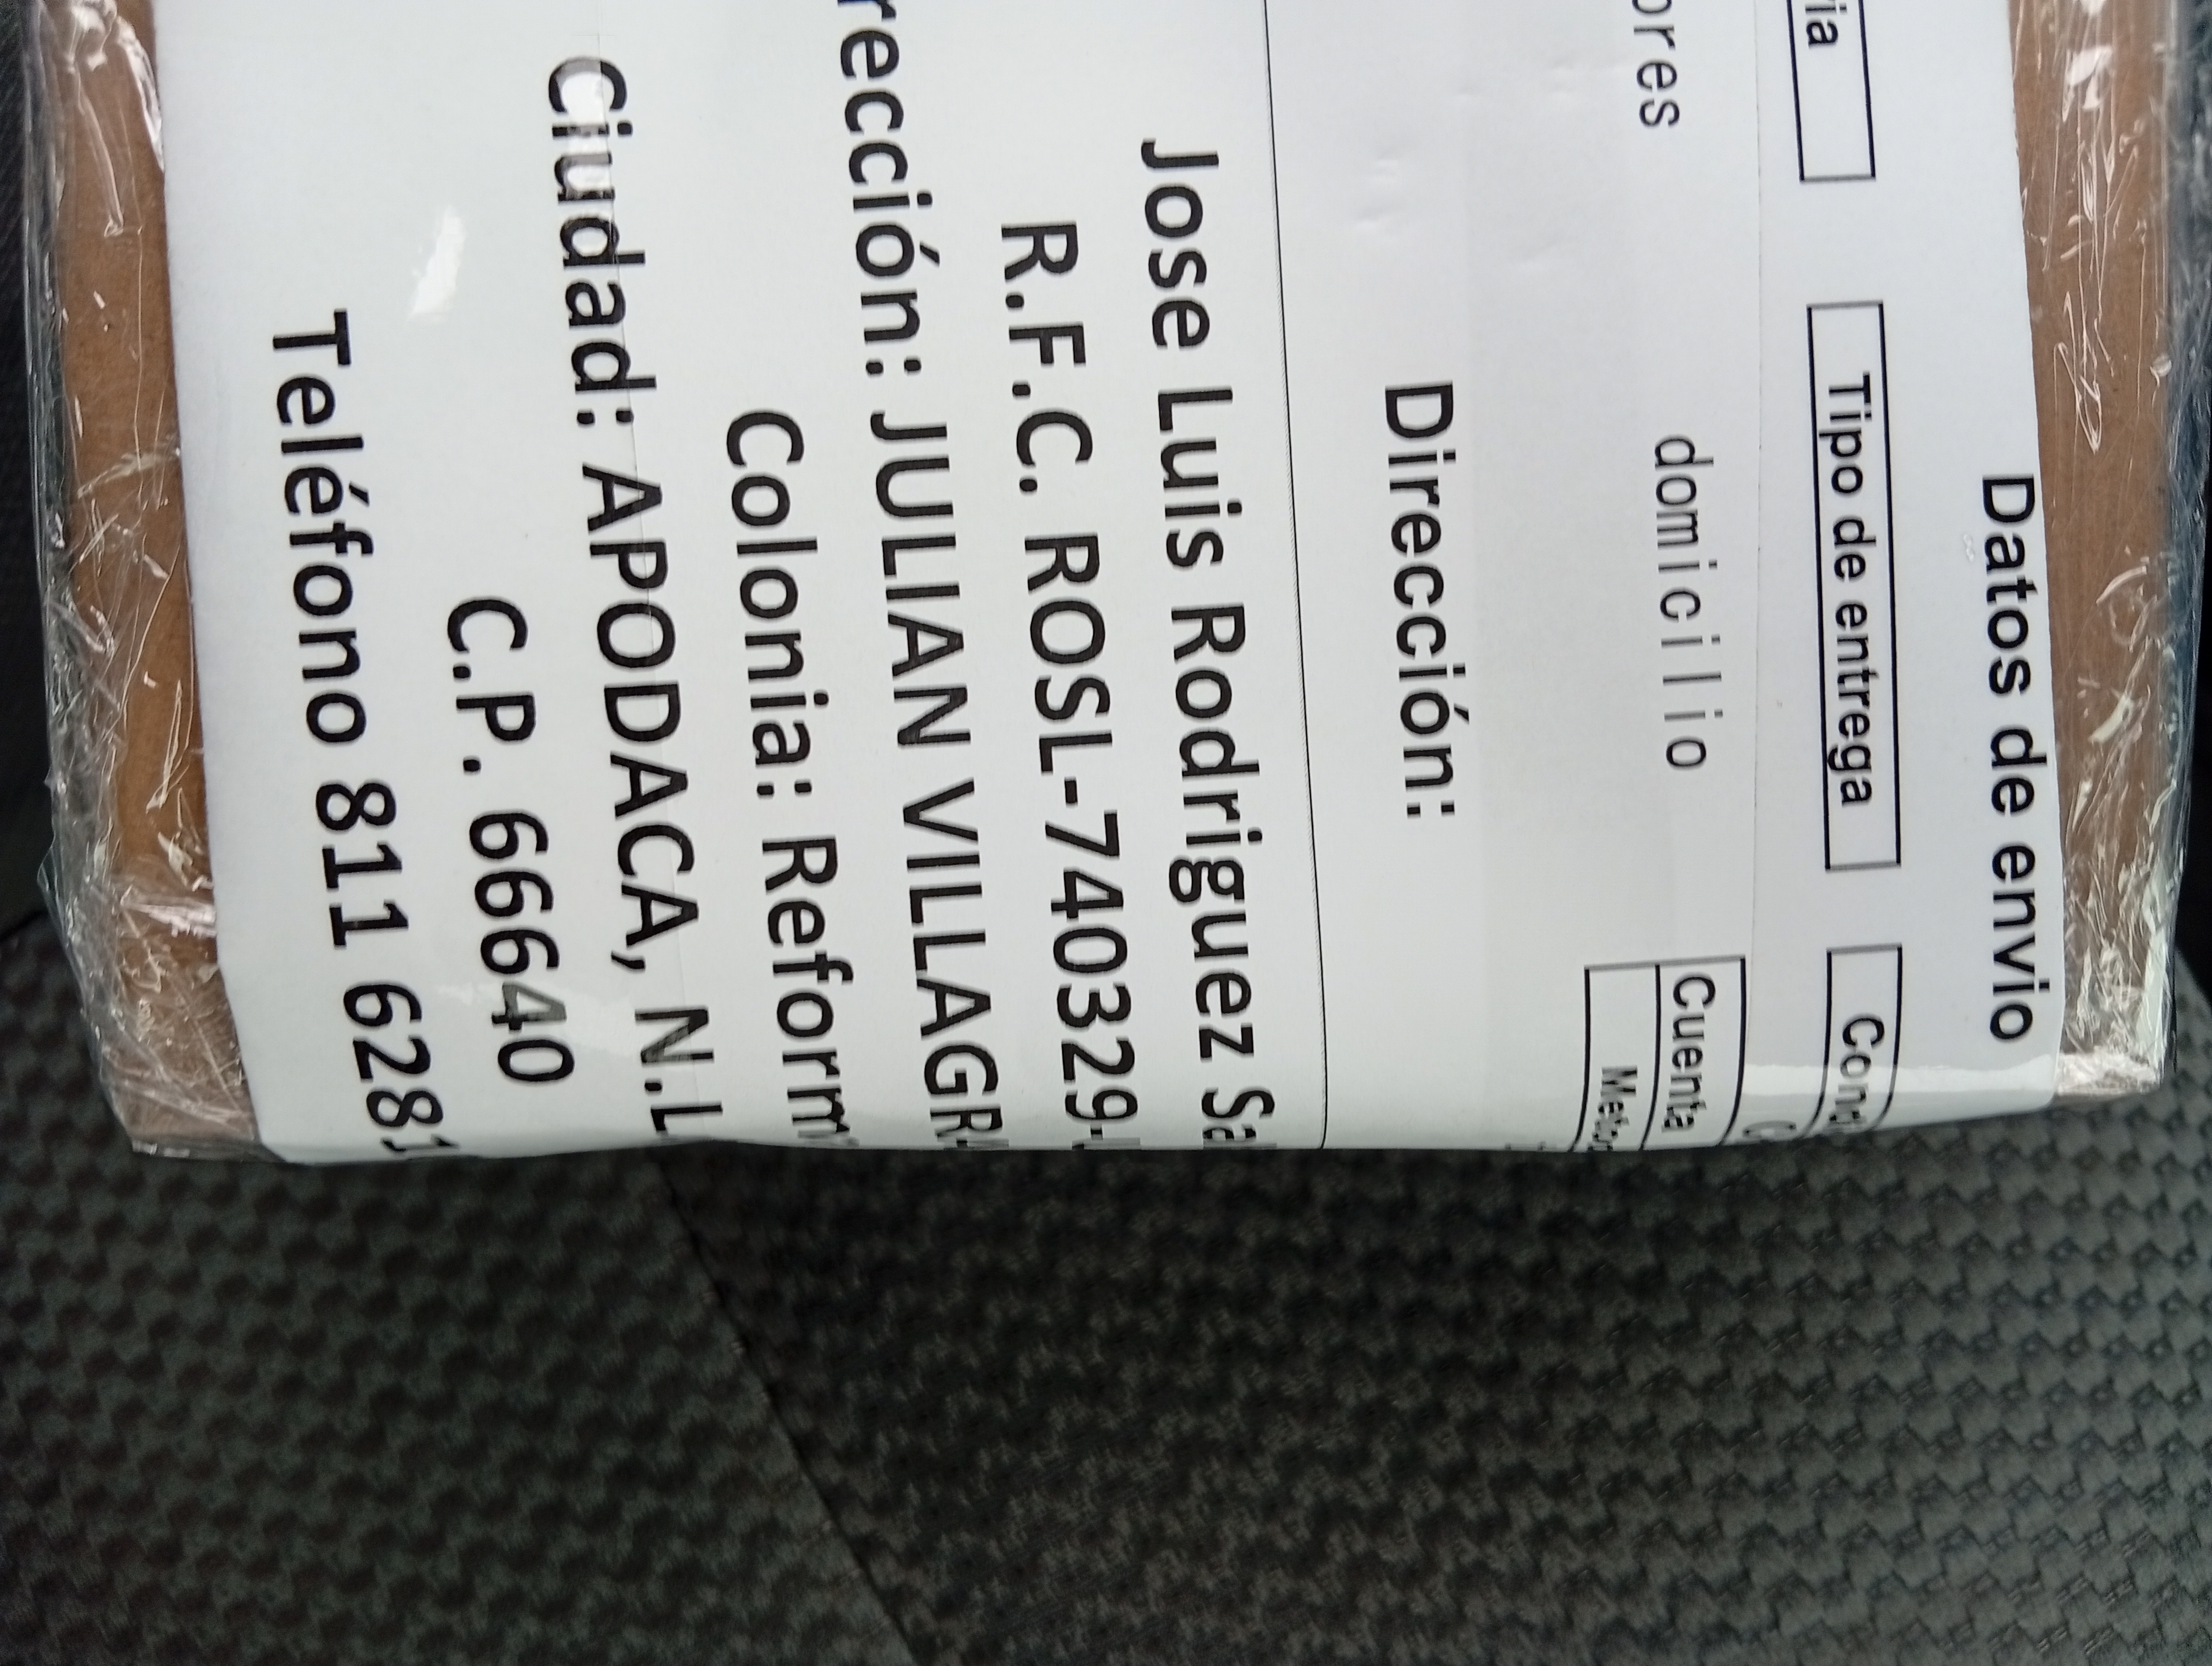 Datos de envio
Tipo de entrega
domicilio
Cuenta
Dirección:
Jose Luis Rodriguez
R.F.C. ROSL-740329-
JULIAN
Colonia:
Ciudad: APODACA, N.L
C.P. 66640
Teléfono 811 6281